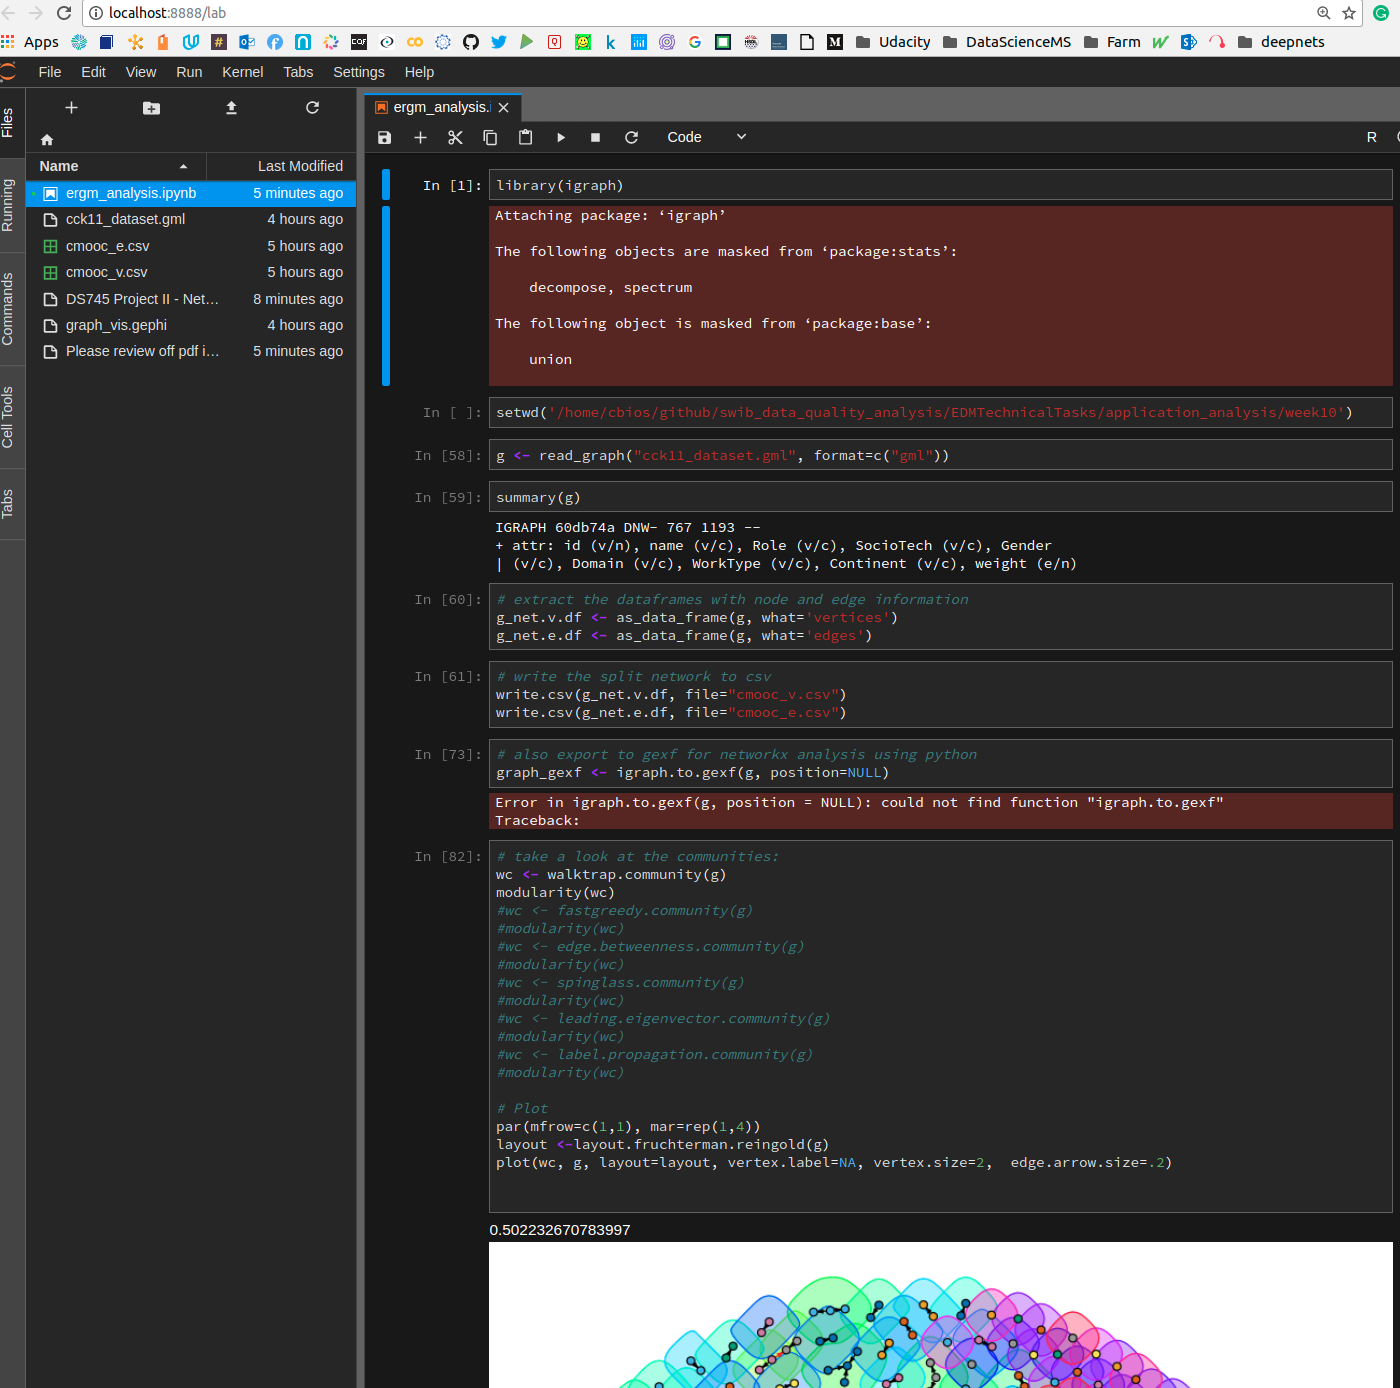 localhost:8888/lab
Apps
Udacity
DataScienceMS
Farm
deepnets
File Edit View Run Kernel Tabs Settings Help
Files
Running
Commands
Cell Tools
Tabs
Name Last Modified
ergm_analysis.ipynb 5 minutes ago
cck11_dataset.gml 4 hours ago
cmooc_e.csv 5 hours ago
cmooc_v.csv 5 hours ago
DS745 Project II - Net... 8 minutes ago
graph_vis.gephi 4 hours ago
Please review off pdf i... 5 minutes ago
ergm_analysis.
Code
R
In [1]: library(igraph)
Attaching package: ‘igraph’
The following objects are masked from ‘package:stats’:
decompose, spectrum
The following object is masked from ‘package:base’:
union
In [ ]: setwd('/home/cbios/github/swib_data_quality_analysis/EDMTechnicalTasks/application_analysis/week10')
In [58]: g <- read_graph("cck11_dataset.gml", format=c("gml"))
In [59]: summary(g)
IGRAPH 60db74a DNW- 767 1193 --
+ attr: id (v/n), name (v/c), Role (v/c), SocioTech (v/c), Gender
| (v/c), Domain (v/c), WorkType (v/c), Continent (v/c), weight (e/n)
In [60]: # extract the dataframes with node and edge information
g_net.v.df <- as_data_frame(g, what='vertices')
g_net.e.df <- as_data_frame(g, what='edges')
In [61]: # write the split network to csv
write.csv(g_net.v.df, file="cmooc_v.csv")
write.csv(g_net.e.df, file="cmooc_e.csv")
In [73]: # also export to gexf for networkx analysis using python
graph_gexf <- igraph.to.gexf(g, position=NULL)
Error in igraph.to.gexf(g, position = NULL): could not find function "igraph.to.gexf"
Traceback:
In [82]: # take a look at the communities:
wc <- walktrap.community(g)
modularity(wc)
#wc <- fastgreedy.community(g)
#modularity(wc)
#wc <- edge.betweenness.community(g)
#modularity(wc)
#wc <- spinglass.community(g)
#modularity(wc)
#wc <- leading.eigenvector.community(g)
#modularity(wc)
#wc <- label.propagation.community(g)
#modularity(wc)
# Plot
par(mfrow=c(1,1), mar=rep(1,4))
layout <-layout.fruchterman.reingold(g)
plot(wc, g, layout=layout, vertex.label=NA, vertex.size=2,  edge.arrow.size=.2)
0.502232670783997